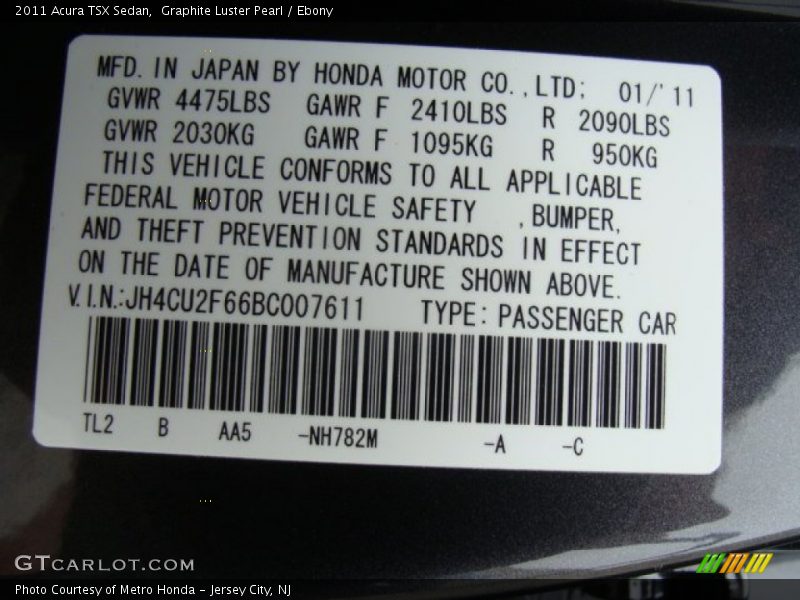 2011 Acura TSX Sedan,  Graphite Luster Pearl / Ebony
MFD. IN JAPAN BY HONDA MOTOR CO.,LTD; 01/'11
GVWR 4475LBS GAWR F 2410LBS R 2090LBS
GVWR 2030KG GAWR F 1095KG R 950KG
THIS VEHICLE CONFORMS TO ALL APPLICABLE
FEDERAL MOTOR VEHICLE SAFETY ,BUMPER,
AND THEFT PREVENTION STANDARDS IN EFFECT
ON THE DATE OF MANUFACTURE SHOWN ABOVE.
V.I.N.:JH4CU2F66BC007611 TYPE: PASSENGER CAR
TL2 B AA5 -NH782M -A -C
GTCARLOT.COM
Photo Courtesy of Metro Honda - Jersey City, NJ